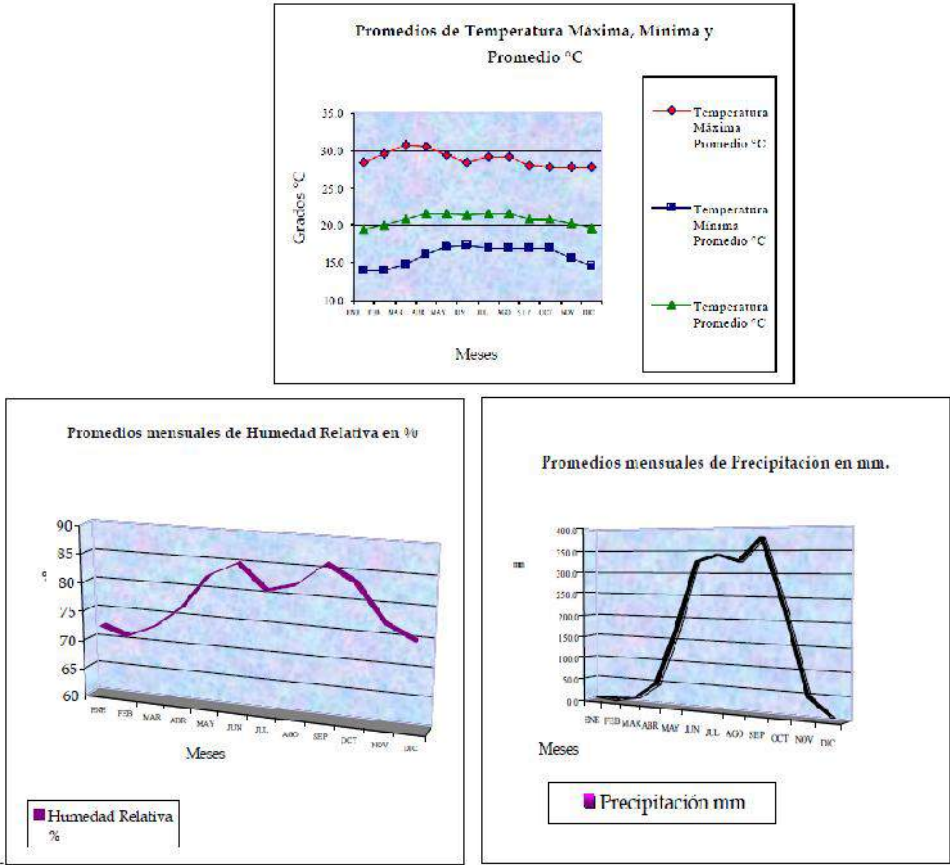 Promedios de Temperatura Máxima, Mínima y
Promedio °C
35.0
30.0
25.0
20.0
15.0
10.0
Grados °C
ENE FEB MAR ABR MAY JUN JUL AGO SEP OCT NOV DIC
Meses
Temperatura
Máxima
Promedio °C
Temperatura
Mínima
Promedio °C
Temperatura
Promedio °C
Promedios mensuales de Humedad Relativa en %
90
85
80
75
70
65
60
%
ENE FEB MAR ABR MAY JUN JUL AGO SEP OCT NOV DIC
Meses
Humedad Relativa
%
Promedios mensuales de Precipitación en mm.
400.0
350.0
300.0
250.0
200.0
150.0
100.0
50.0
0.0
mm
ENE FEB MAR ABR MAY JUN JUL AGO SEP OCT NOV DIC
Meses
Precipitación mm